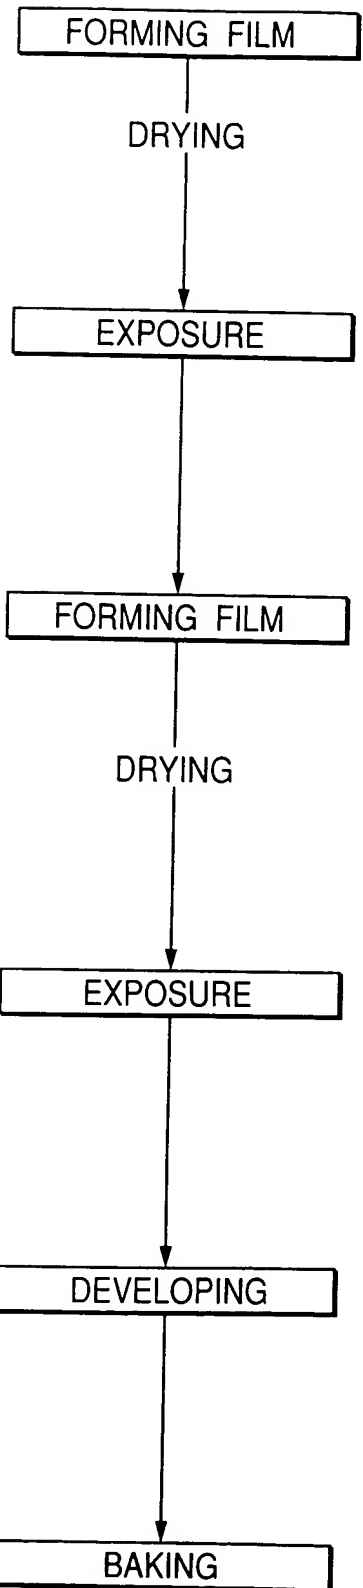 FORMING FILM
DRYING
EXPOSURE
FORMING FILM
DRYING
EXPOSURE
DEVELOPING
BAKING